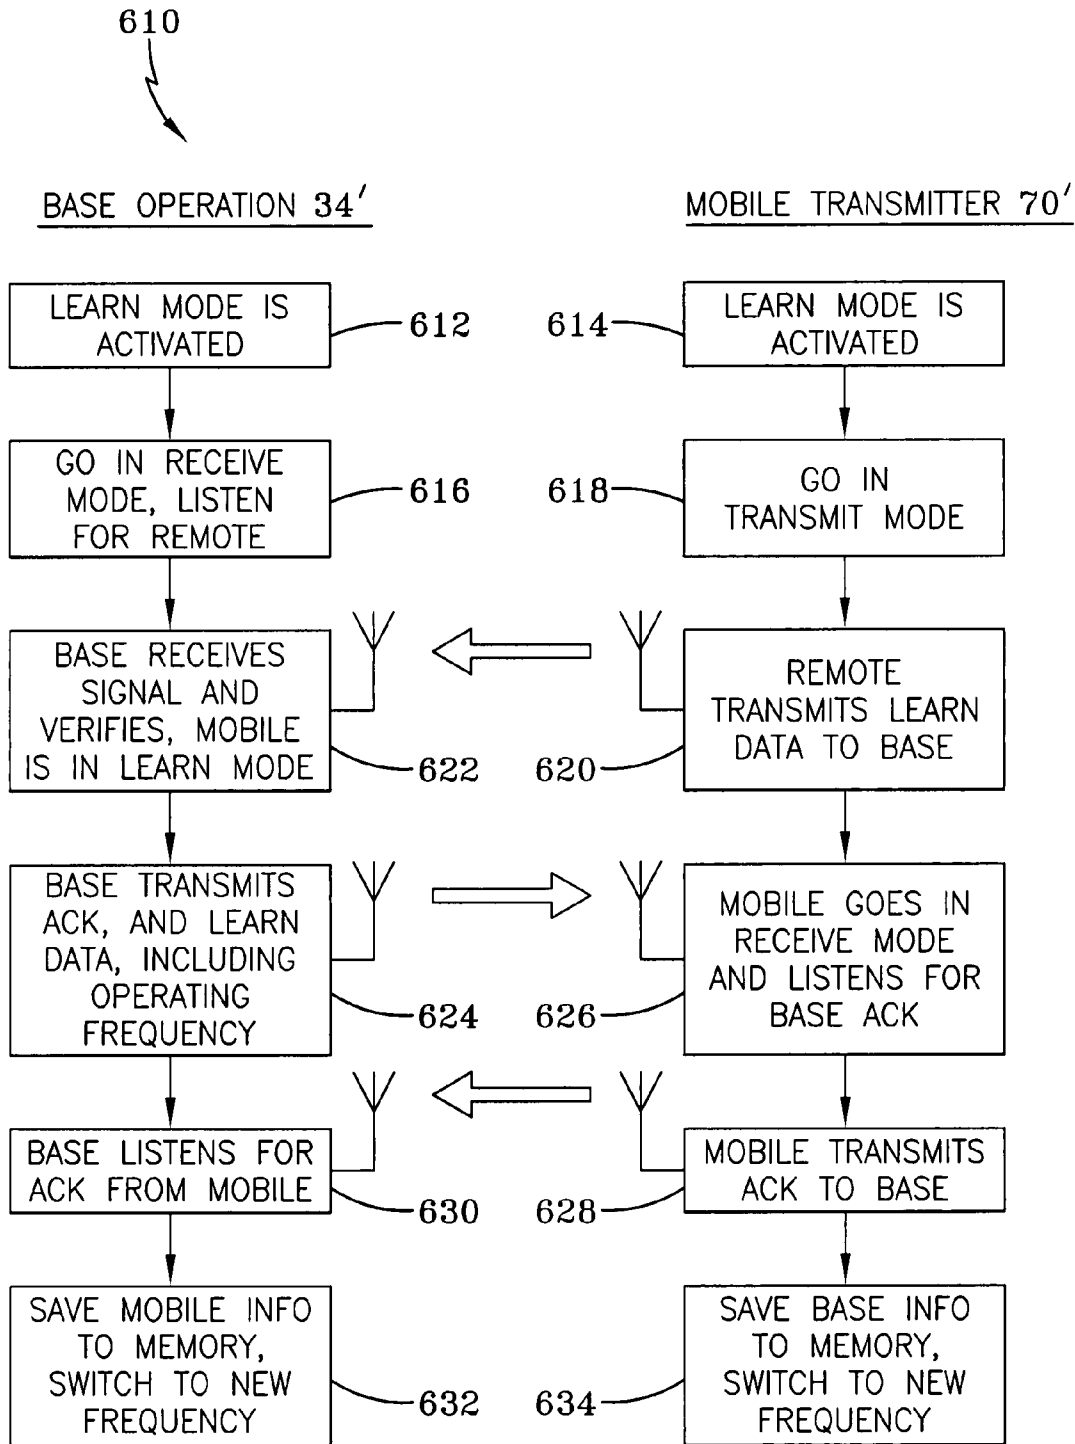 610
BASE OPERATION 34'
MOBILE TRANSMITTER 70'
LEARN MODE IS
ACTIVATED
612
614
LEARN MODE IS
ACTIVATED
GO IN RECEIVE
MODE, LISTEN
FOR REMOTE
616
618
GO IN
TRANSMIT MODE
BASE RECEIVES
SIGNAL AND
VERIFIES, MOBILE
IS IN LEARN MODE
622
620
REMOTE
TRANSMITS LEARN
DATA TO BASE
BASE TRANSMITS
ACK, AND LEARN
DATA, INCLUDING
OPERATING
FREQUENCY
624
626
MOBILE GOES IN
RECEIVE MODE
AND LISTENS FOR
BASE ACK
BASE LISTENS FOR
ACK FROM MOBILE
630
628
MOBILE TRANSMITS
ACK TO BASE
SAVE MOBILE INFO
TO MEMORY,
SWITCH TO NEW
FREQUENCY
632
634
SAVE BASE INFO
TO MEMORY,
SWITCH TO NEW
FREQUENCY